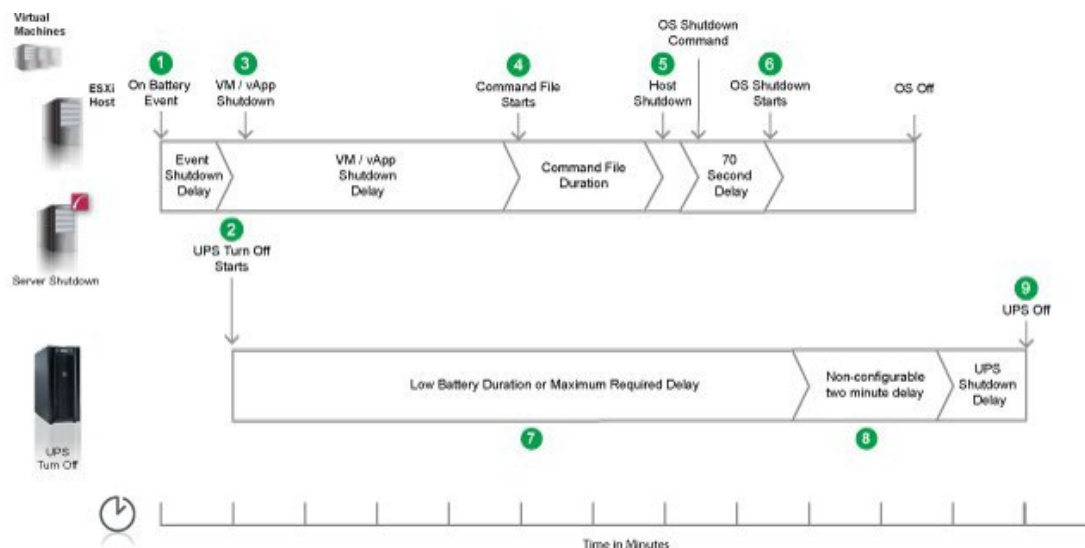 Virtual
Machines
ESXi
Host
Server Shutdown
UPS
Turn Off
OS Shutdown
Command
1
3
4
5
6
On Battery
Event
VM / vApp
Shutdown
Command File
Starts
Host
Shutdown
OS Shutdown
Starts
OS Off
Event
Shutdown
Delay
VM / vApp
Shutdown
Delay
Command File
Duration
70
Second
Delay
2
UPS Turn Off
Starts
9
UPS Off
Low Battery Duration or Maximum Required Delay
Non-configurable
two minute delay
UPS
Shutdown
Delay
7
8
Time in Minutes